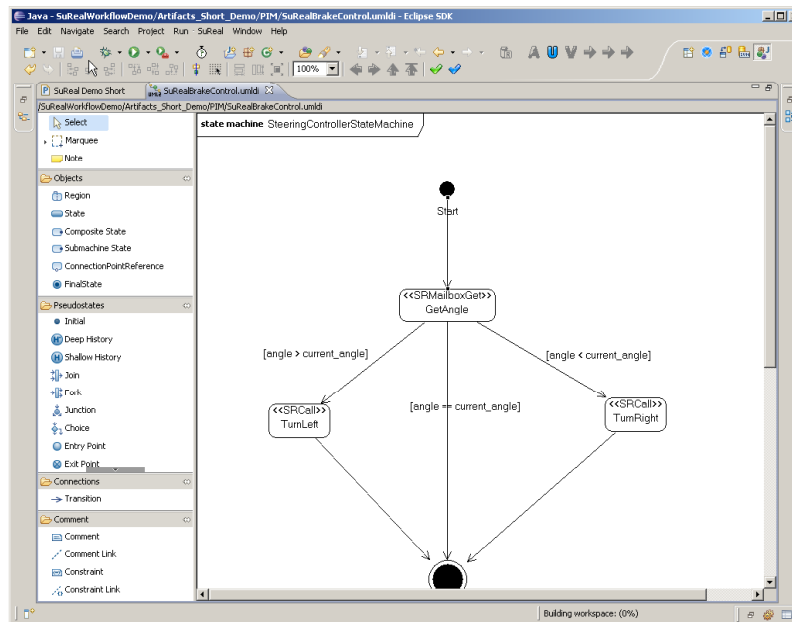 Java - SuRealWorkflowDemo/Artifacts_Short_Demo/PIM/SuRealBrakeControl.umldi - Eclipse SDK
File Edit Navigate Search Project Run SuReal Window Help
100%
SuReal Demo Short SuRealBrakeControl.umldi
/SuRealWorkflowDemo/Artifacts_Short_Demo/PIM/SuRealBrakeControl.umldi
Select
Marquee
Note
Objects
Region
State
Composite State
Submachine State
ConnectionPointReference
FinalState
Pseudostates
Initial
Deep History
Shallow History
Join
Fork
Junction
Choice
Entry Point
Exit Point
Connections
Transition
Comment
Comment
Comment Link
Constraint
Constraint Link
state machine SteeringControllerStateMachine
Start
<<SRMailboxGet>>
GetAngle
[angle > current_angle]
[angle < current_angle]
[angle == current_angle]
<<SRCall>>
TurnLeft
<<SRCall>>
TurnRight
Building workspace: (0%)